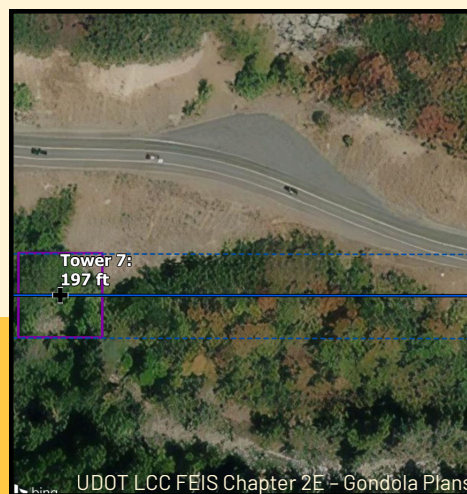 Tower 7:
197 ft
bing
UDOT LCC FEIS Chapter 2E – Gondola Plans